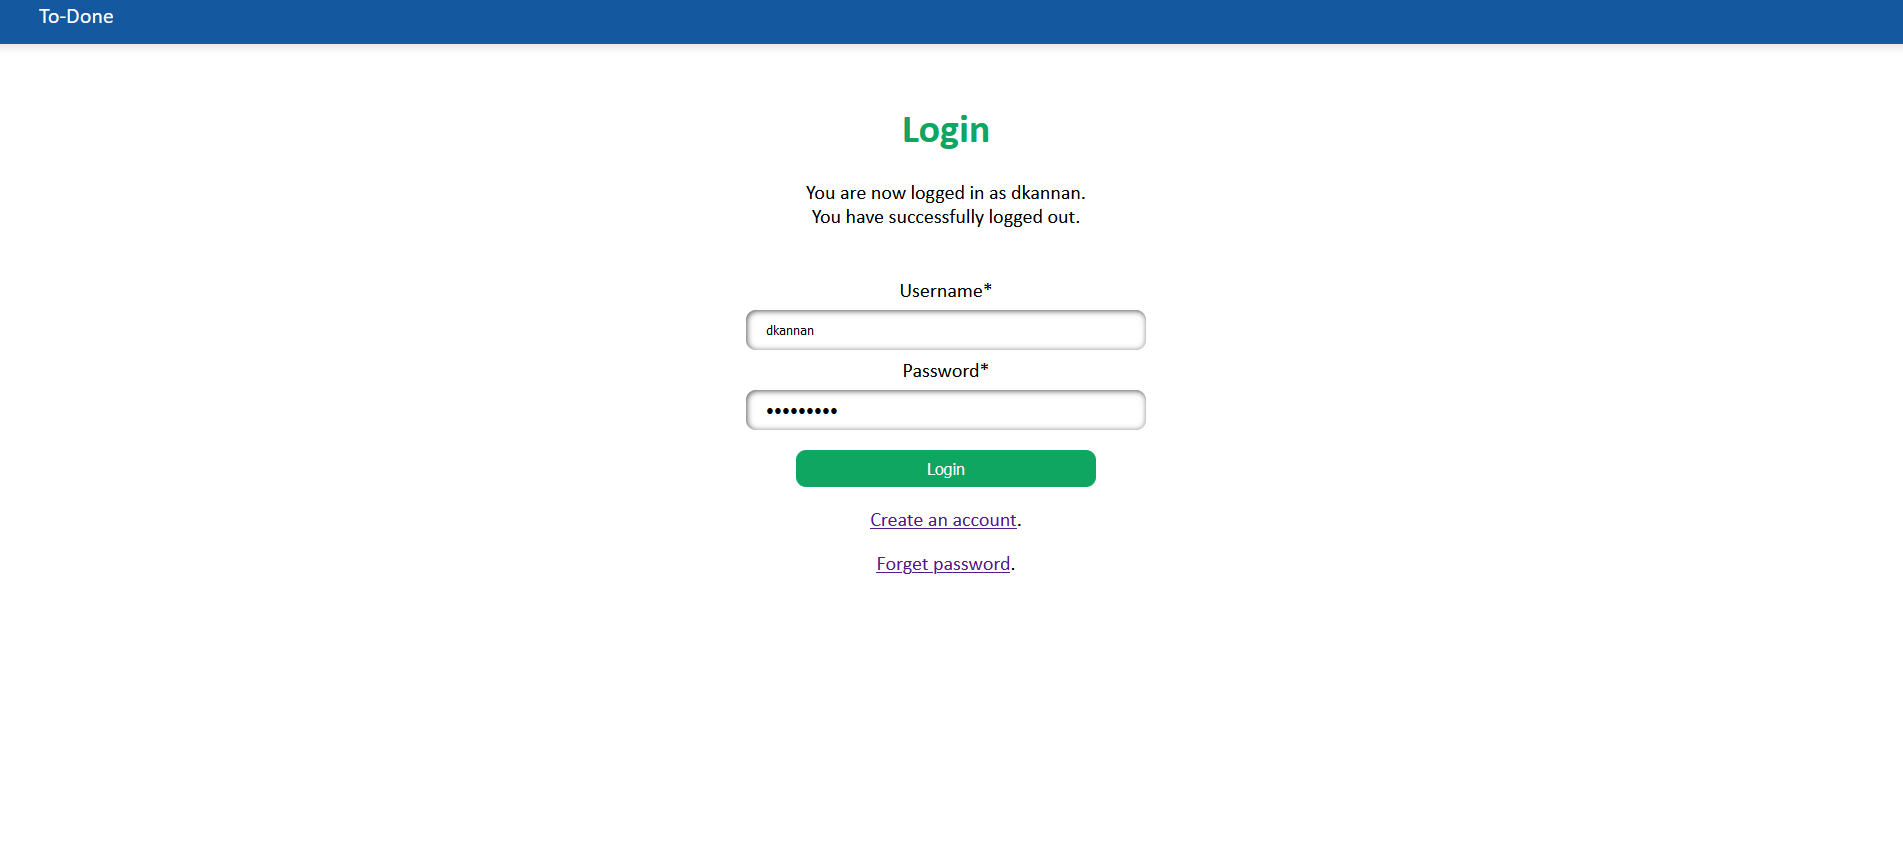 To-Done
Login
You are now logged in as dkannan.
You have successfully logged out.
Username*
dkannan
Password*
•••••••••
Login
Create an account.
Forget password.